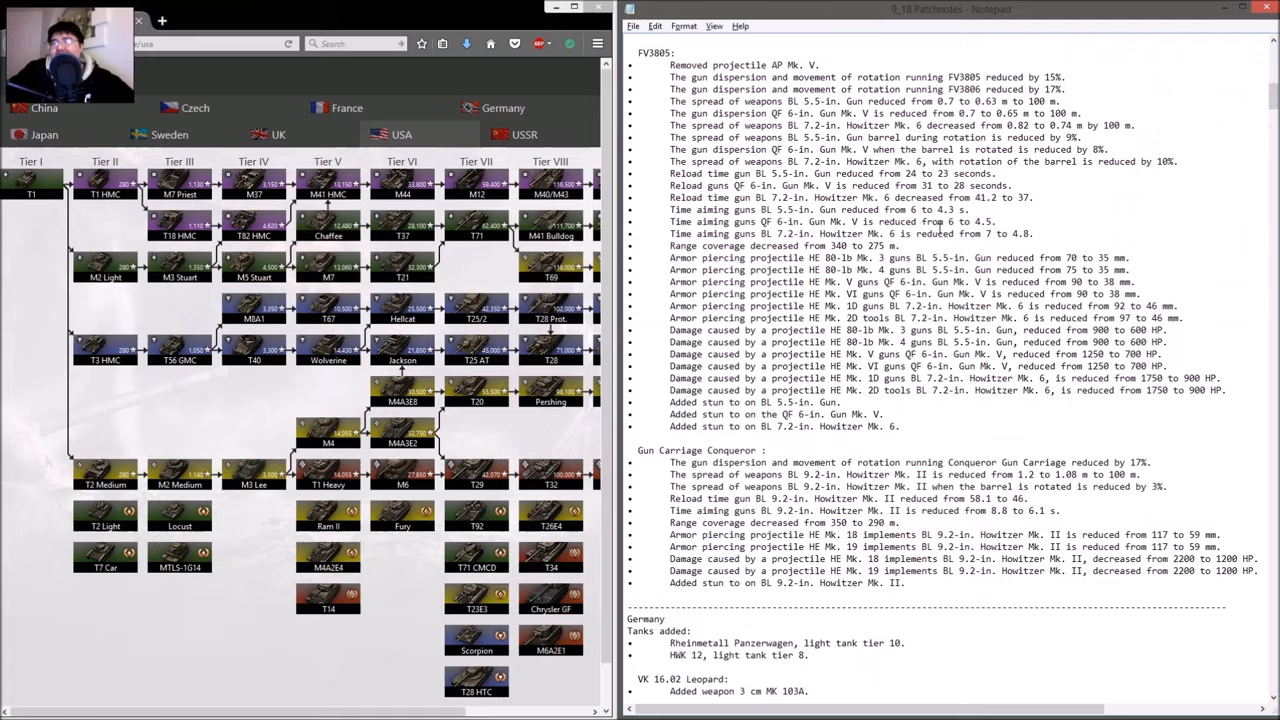 9_18 Patchnotes - Notepad
e/usa
Search
ABP
China
Czech
France
Germany
Japan
Sweden
UK
USA
USSR
Tier I
Tier II
Tier III
Tier IV
Tier V
Tier VI
Tier VII
Tier VIII
T1
T1 HMC
M7 Priest
M37
M41 HMC
M44
M12
M40/M43
T18 HMC
T82 HMC
Chaffee
T37
T71
M41 Bulldog
M2 Light
M3 Stuart
M5 Stuart
M7
T21
T69
M8A1
T67
Hellcat
T25/2
T28 Prot.
T3 HMC
T56 GMC
T40
Wolverine
Jackson
T25 AT
T28
M4A3E8
T20
Pershing
M4
M4A3E2
T2 Medium
M2 Medium
M3 Lee
T1 Heavy
M6
T29
T32
T2 Light
Locust
Ram II
Fury
T92
T26E4
T7 Car
MTLS-1G14
M4A2E4
T71 CMCD
T34
T14
T23E3
Chrysler GF
Scorpion
M6A2E1
T28 HTC
File Edit Format View Help
FV3805:
• Removed projectile AP Mk. V.
• The gun dispersion and movement of rotation running FV3805 reduced by 15%.
• The gun dispersion and movement of rotation running FV3806 reduced by 17%.
• The spread of weapons BL 5.5-in. Gun reduced from 0.7 to 0.63 m to 100 m.
• The gun dispersion QF 6-in. Gun Mk. V is reduced from 0.7 to 0.65 m to 100 m.
• The spread of weapons BL 7.2-in. Howitzer Mk. 6 decreased from 0.82 to 0.74 m by 100 m.
• Gun barrel during rotation is reduced by 9%.
• The gun dispersion QF 6-in. Gun Mk. V when the barrel is rotated is reduced by 8%.
• The spread of weapons BL 7.2-in. Howitzer Mk. 6, with rotation of the barrel is reduced by 10%.
• Reload time gun BL 5.5-in. Gun reduced from 24 to 23 seconds.
• Reload guns QF 6-in. Gun Mk. V is reduced from 31 to 28 seconds.
• Reload time gun BL 7.2-in. Howitzer Mk. 6 decreased from 41.2 to 37.
• Time aiming guns BL 5.5-in. Gun reduced from 6 to 4.3 s.
• Time aiming guns QF 6-in. Gun Mk. V is reduced from 6 to 4.5.
• Time aiming guns BL 7.2-in. Howitzer Mk. 6 is reduced from 7 to 4.8.
• Range coverage decreased from 340 to 275 m.
• Armor piercing projectile HE 80-lb Mk. 3 guns BL 5.5-in. Gun reduced from 70 to 35 mm.
• Armor piercing projectile HE 80-lb Mk. 4 guns BL 5.5-in. Gun reduced from 75 to 35 mm.
• Armor piercing projectile HE Mk. V guns QF 6-in. Gun Mk. V is reduced from 90 to 38 mm.
• Armor piercing projectile HE Mk. VI guns QF 6-in. Gun Mk. V is reduced from 90 to 38 mm.
• Armor piercing projectile HE Mk. 1D guns BL 7.2-in. Howitzer Mk. 6 is reduced from 92 to 46 mm.
• Armor piercing projectile HE Mk. 2D tools BL 7.2-in. Howitzer Mk. 6 is reduced from 97 to 46 mm.
• Damage caused by a projectile HE 80-lb Mk. 3 guns BL 5.5-in. Gun, reduced from 900 to 600 HP.
• Damage caused by a projectile HE 80-lb Mk. 4 guns BL 5.5-in. Gun, reduced from 900 to 600 HP.
• Damage caused by a projectile HE Mk. V guns QF 6-in. Gun Mk. V, reduced from 1250 to 700 HP.
• Damage caused by a projectile HE Mk. VI guns QF 6-in. Gun Mk. V, reduced from 1250 to 700 HP.
• Damage caused by a projectile HE Mk. 1D guns BL 7.2-in. Howitzer Mk. 6, is reduced from 1750 to 900 HP.
• Damage caused by a projectile HE Mk. 2D tools BL 7.2-in. Howitzer Mk. 6, is reduced from 1750 to 900 HP.
• Added stun to on BL 5.5-in. Gun.
• Added stun to on the QF 6-in. Gun Mk. V.
• Added stun to on BL 7.2-in. Howitzer Mk. 6.
Gun Carriage Conqueror :
• The gun dispersion and movement of rotation running Conqueror Gun Carriage reduced by 17%.
• The spread of weapons BL 9.2-in. Howitzer Mk. II is reduced from 1.2 to 1.08 m to 100 m.
• The spread of weapons BL 9.2-in. Howitzer Mk. II when the barrel is rotated is reduced by 3%.
• Reload time gun BL 9.2-in. Howitzer Mk. II reduced from 58.1 to 46.
• Time aiming guns BL 9.2-in. Howitzer Mk. II is reduced from 8.8 to 6.1 s.
• Range coverage decreased from 350 to 290 m.
• Armor piercing projectile HE Mk. 18 implements BL 9.2-in. Howitzer Mk. II is reduced from 117 to 59 mm.
• Armor piercing projectile HE Mk. 19 implements BL 9.2-in. Howitzer Mk. II is reduced from 117 to 59 mm.
• Damage caused by a projectile HE Mk. 18 implements BL 9.2-in. Howitzer Mk. II, decreased from 2200 to 1200 HP.
• Damage caused by a projectile HE Mk. 19 implements BL 9.2-in. Howitzer Mk. II, decreased from 2200 to 1200 HP.
• Added stun to on BL 9.2-in. Howitzer Mk. II.
Germany
Tanks added:
• Rheinmetall Panzerwagen, light tank tier 10.
• HWK 12, light tank tier 8.
VK 16.02 Leopard:
• Added weapon 3 cm MK 103A.